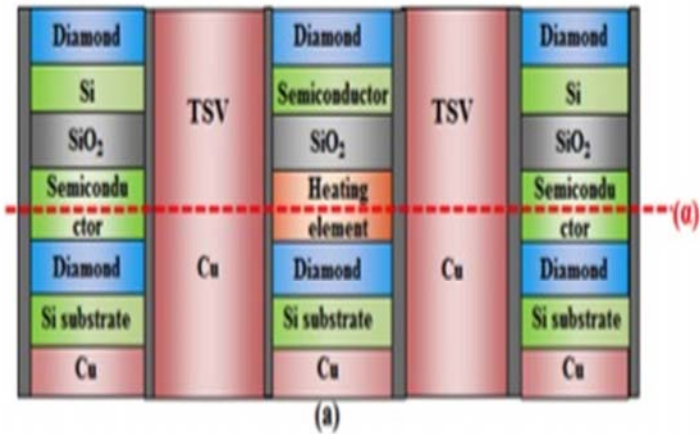 Diamond
Si
SiO₂
Semicondu
ctor
Diamond
Si substrate
Cu
TSV
Cu
Diamond
Semiconductor
SiO₂
Heating
element
Diamond
Si substrate
Cu
TSV
Cu
Diamond
Si
SiO₂
Semicondu
ctor
Diamond
Si substrate
Cu
(a)
(a)